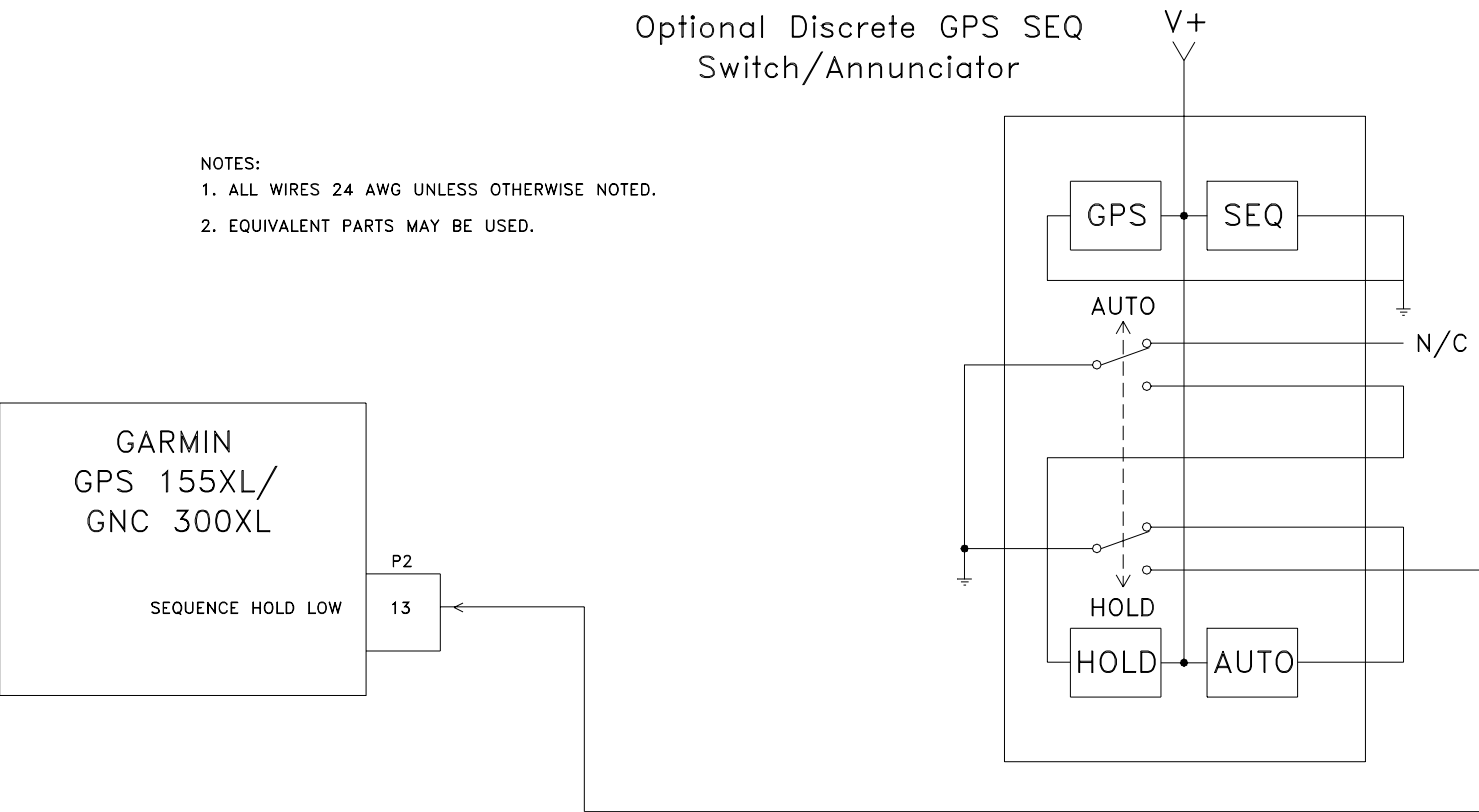 Optional Discrete GPS SEQ
Switch/Annunciator
V+
NOTES:
1. ALL WIRES 24 AWG UNLESS OTHERWISE NOTED.
2. EQUIVALENT PARTS MAY BE USED.
GPS
SEQ
AUTO
N/C
GARMIN
GPS 155XL/
GNC 300XL
P2
SEQUENCE HOLD LOW
13
HOLD
HOLD
AUTO